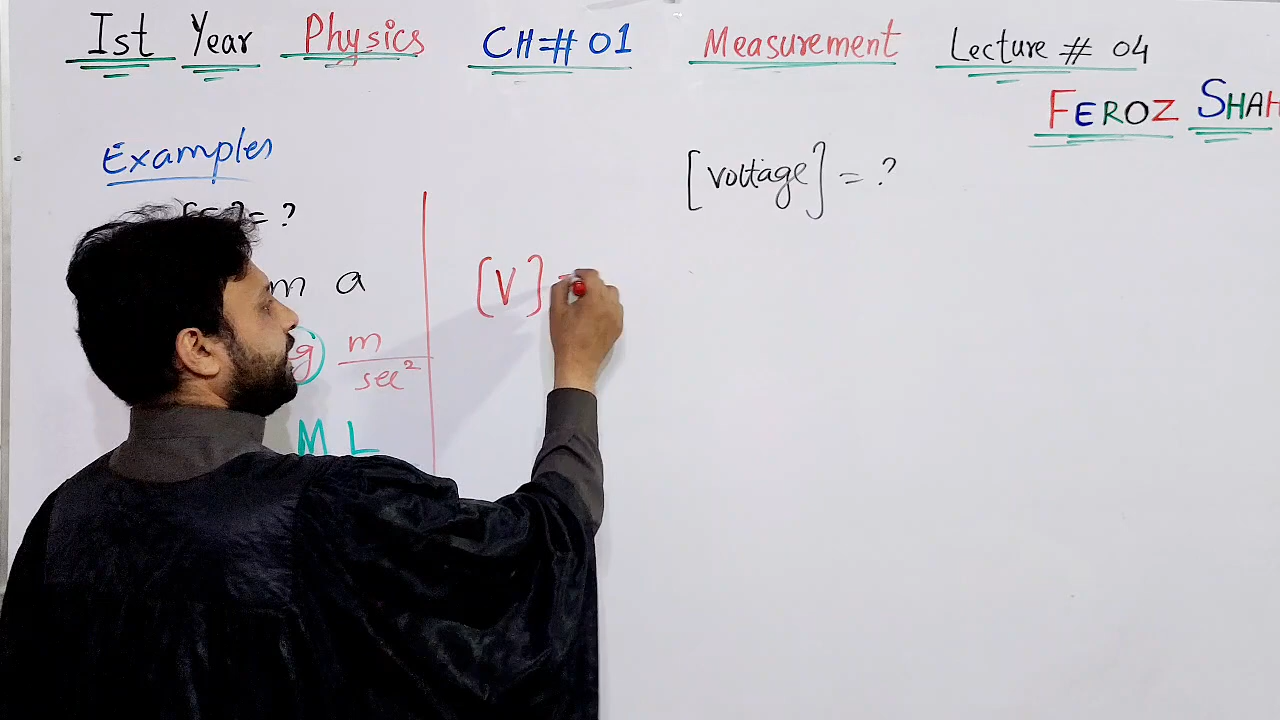 Ist Year Physics CH=# 01 Measurement Lecture # 04
FEROZ SHAH
Examples
[voltage] = ?
= ?
m a
[V] =
g m
sec²
M L